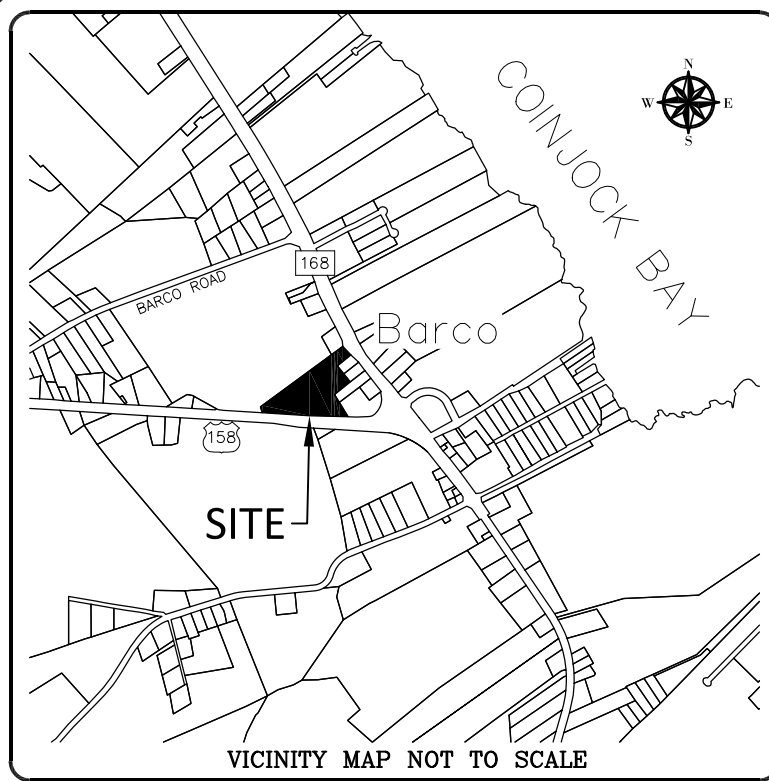 COINJOCK BAY
N
W
E
S
168
BARCO ROAD
Barco
158
SITE
VICINITY MAP NOT TO SCALE